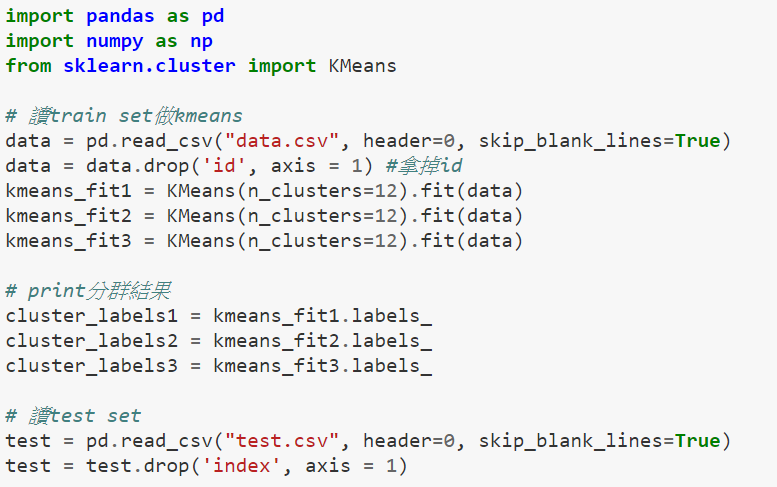 import pandas as pd
import numpy as np
from sklearn.cluster import KMeans
# 讀train set做kmeans
data = pd.read_csv("data.csv", header=0, skip_blank_lines=True)
data = data.drop('id', axis = 1) #拿掉id
kmeans_fit1 = KMeans(n_clusters=12).fit(data)
kmeans_fit2 = KMeans(n_clusters=12).fit(data)
kmeans_fit3 = KMeans(n_clusters=12).fit(data)
# print分群結果
cluster_labels1 = kmeans_fit1.labels_
cluster_labels2 = kmeans_fit2.labels_
cluster_labels3 = kmeans_fit3.labels_
# 讀test set
test = pd.read_csv("test.csv", header=0, skip_blank_lines=True)
test = test.drop('index', axis = 1)